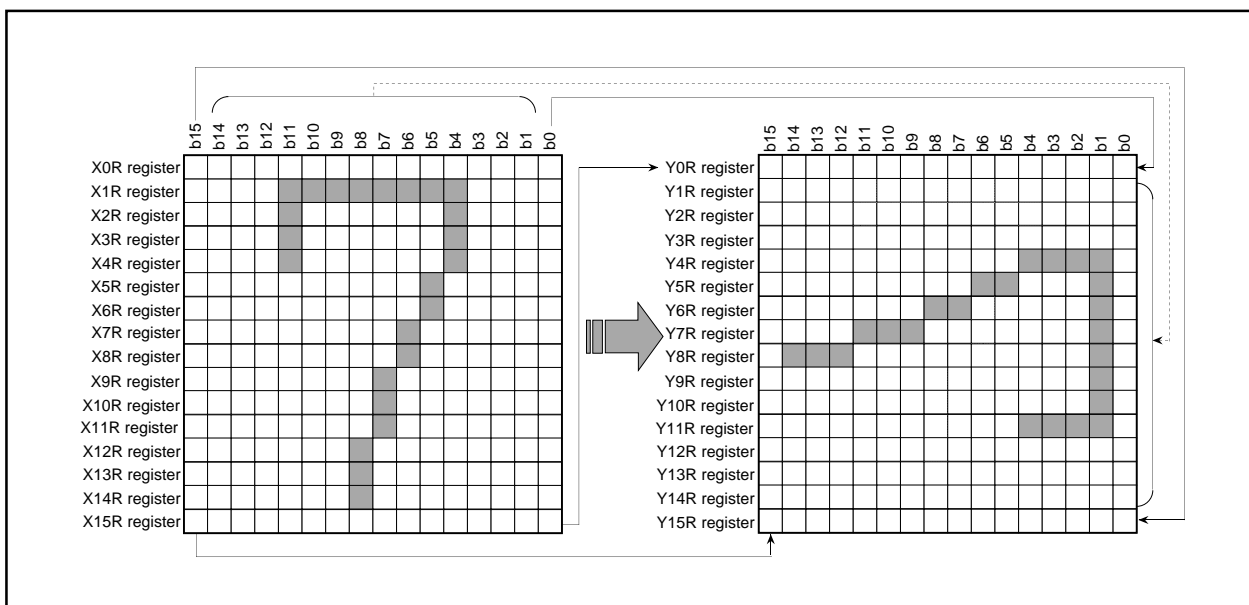 b15 b14 b13 b12 b11 b10 b9 b8 b7 b6 b5 b4 b3 b2 b1 b0
X0R register
X1R register
X2R register
X3R register
X4R register
X5R register
X6R register
X7R register
X8R register
X9R register
X10R register
X11R register
X12R register
X13R register
X14R register
X15R register
b15 b14 b13 b12 b11 b10 b9 b8 b7 b6 b5 b4 b3 b2 b1 b0
Y0R register
Y1R register
Y2R register
Y3R register
Y4R register
Y5R register
Y6R register
Y7R register
Y8R register
Y9R register
Y10R register
Y11R register
Y12R register
Y13R register
Y14R register
Y15R register